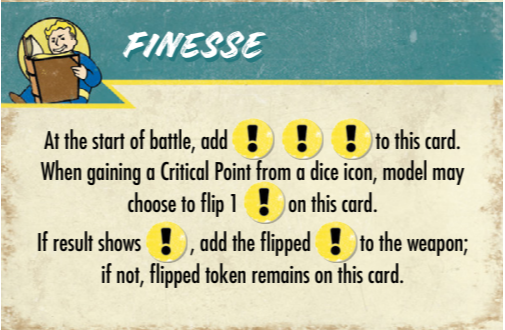 FINESSE
At the start of battle, add ! ! ! to this card.
When gaining a Critical Point from a dice icon, model may
choose to flip 1 ! on this card.
If result shows ! , add the flipped ! to the weapon;
if not, flipped token remains on this card.